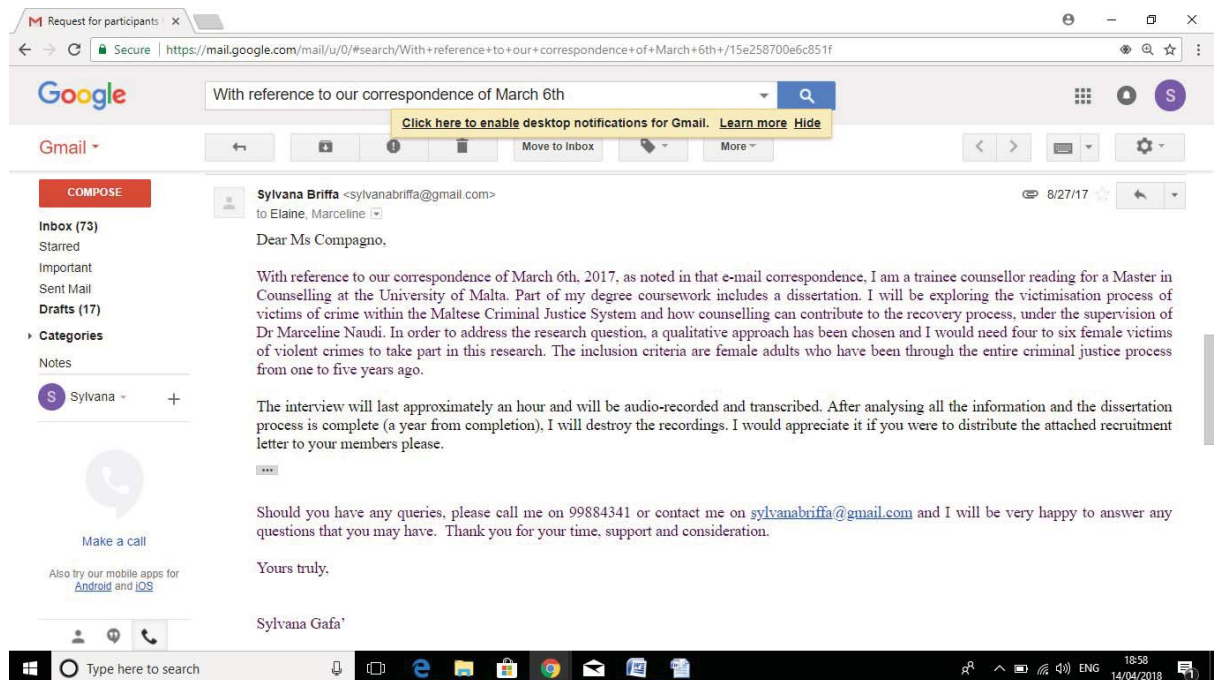 Request for participants
Secure https://mail.google.com/mail/u/0/#search/With+reference+to+our+correspondence+of+March+6th+/15e258700e6c851f
Google
With reference to our correspondence of March 6th
S
Click here to enable desktop notifications for Gmail. Learn more Hide
Gmail
Move to Inbox
More
COMPOSE
Inbox (73)
Starred
Important
Sent Mail
Drafts (17)
Categories
Notes
S Sylvana +
Make a call
Also try our mobile apps for
Android and iOS
Sylvana Briffa <sylvanabriffa@gmail.com>
8/27/17
to Elaine, Marceline
Dear Ms Compagno,
With reference to our correspondence of March 6th, 2017, as noted in that e-mail correspondence, I am a trainee counsellor reading for a Master in
Counselling at the University of Malta. Part of my degree coursework includes a dissertation. I will be exploring the victimisation process of
victims of crime within the Maltese Criminal Justice System and how counselling can contribute to the recovery process, under the supervision of
Dr Marceline Naudi. In order to address the research question, a qualitative approach has been chosen and I would need four to six female victims
of violent crimes to take part in this research. The inclusion criteria are female adults who have been through the entire criminal justice process
from one to five years ago.
The interview will last approximately an hour and will be audio-recorded and transcribed. After analysing all the information and the dissertation
process is complete (a year from completion), I will destroy the recordings. I would appreciate it if you were to distribute the attached recruitment
letter to your members please.
Should you have any queries, please call me on 99884341 or contact me on sylvanabriffa@gmail.com and I will be very happy to answer any
questions that you may have. Thank you for your time, support and consideration.
Yours truly,
Sylvana Gafa'
Type here to search
ENG
18:58
14/04/2018